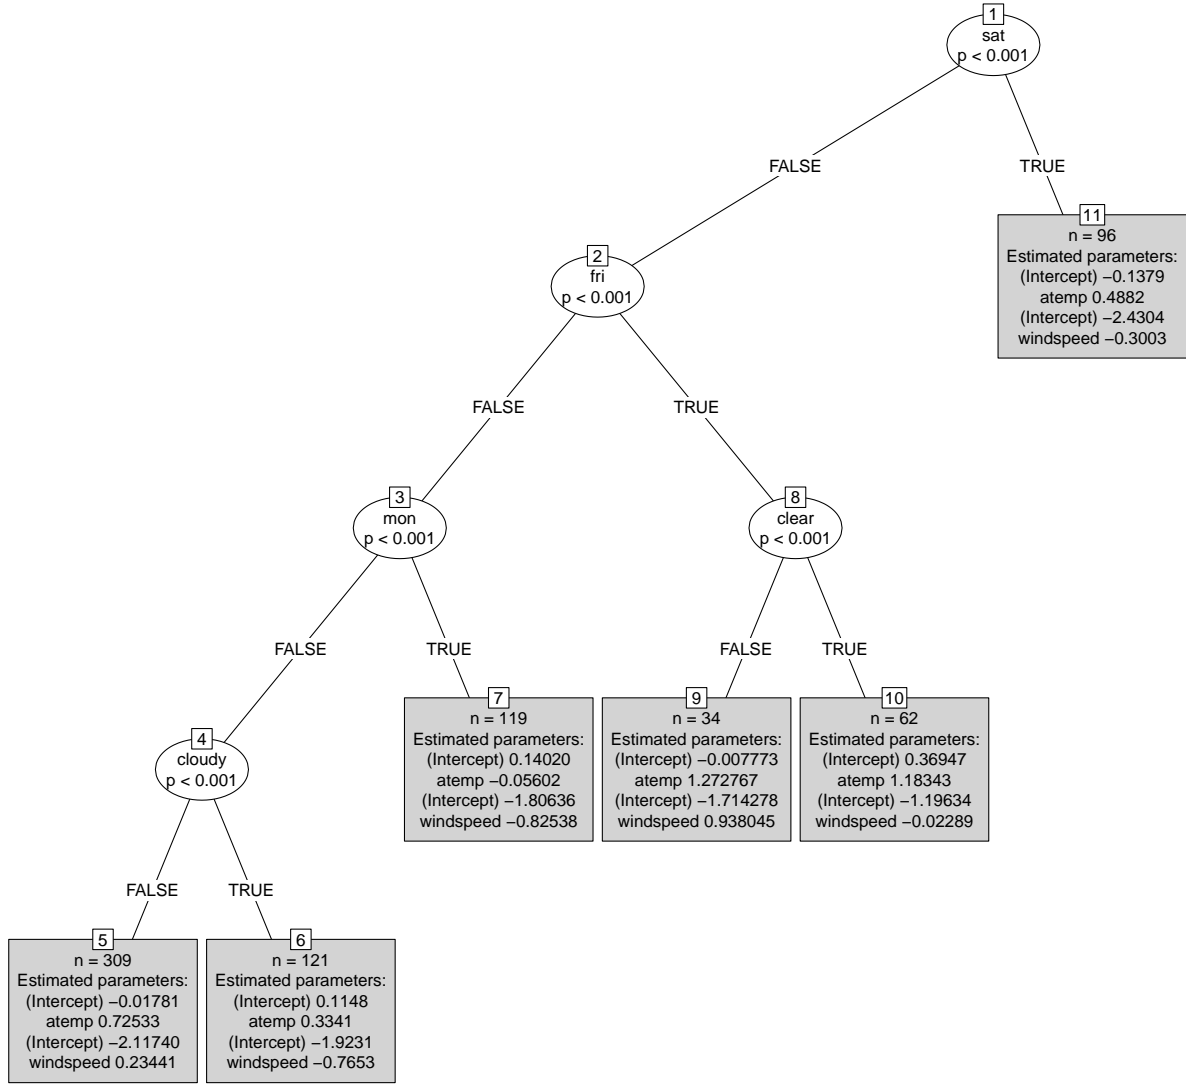 1
sat
p < 0.001
FALSE
TRUE
11
n = 96
Estimated parameters:
(Intercept) −0.1379
atemp 0.4882
(Intercept) −2.4304
windspeed −0.3003
2
fri
p < 0.001
FALSE
TRUE
3
mon
p < 0.001
8
clear
p < 0.001
FALSE
TRUE
FALSE
TRUE
4
cloudy
p < 0.001
7
n = 119
Estimated parameters:
(Intercept) 0.14020
atemp −0.05602
(Intercept) −1.80636
windspeed −0.82538
9
n = 34
Estimated parameters:
(Intercept) −0.007773
atemp 1.272767
(Intercept) −1.714278
windspeed 0.938045
10
n = 62
Estimated parameters:
(Intercept) 0.36947
atemp 1.18343
(Intercept) −1.19634
windspeed −0.02289
FALSE
TRUE
5
n = 309
Estimated parameters:
(Intercept) −0.01781
atemp 0.72533
(Intercept) −2.11740
windspeed 0.23441
6
n = 121
Estimated parameters:
(Intercept) 0.1148
atemp 0.3341
(Intercept) −1.9231
windspeed −0.7653